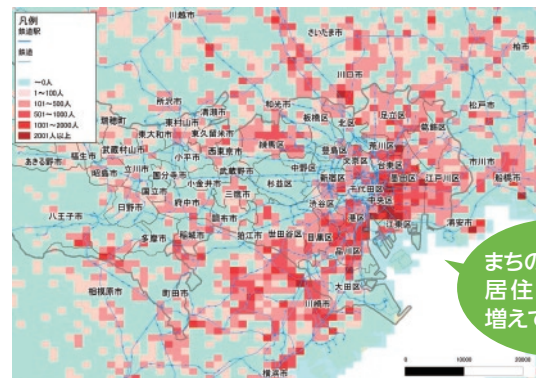 凡例
鉄道駅
鉄道
～0人
1～100人
101～500人
501～1000人
1001～2000人
2001人以上
川越市
さいたま市
柏市
川口市
所沢市
清瀬市
和光市
板橋区
足立区
松戸市
瑞穂町
東村山市
北区
葛飾区
東大和市
東久留米市
練馬区
荒川区
武蔵村山市
西東京市
豊島区
文京区
台東区
福生市
小平市
市川市
あきる野市
立川市
武蔵野市
中野区
新宿区
墨田区
江戸川区
昭島市
国分寺市
小金井市
杉並区
千代田区
船橋市
国立市
三鷹市
渋谷区
中央区
日野市
府中市
調布市
港区
江東区
浦安市
八王子市
多摩市
稲城市
狛江市
世田谷区
目黒区
品川区
相模原市
町田市
川崎市
大田区
横浜市
まちの
居住
増えて
0
10000
20000